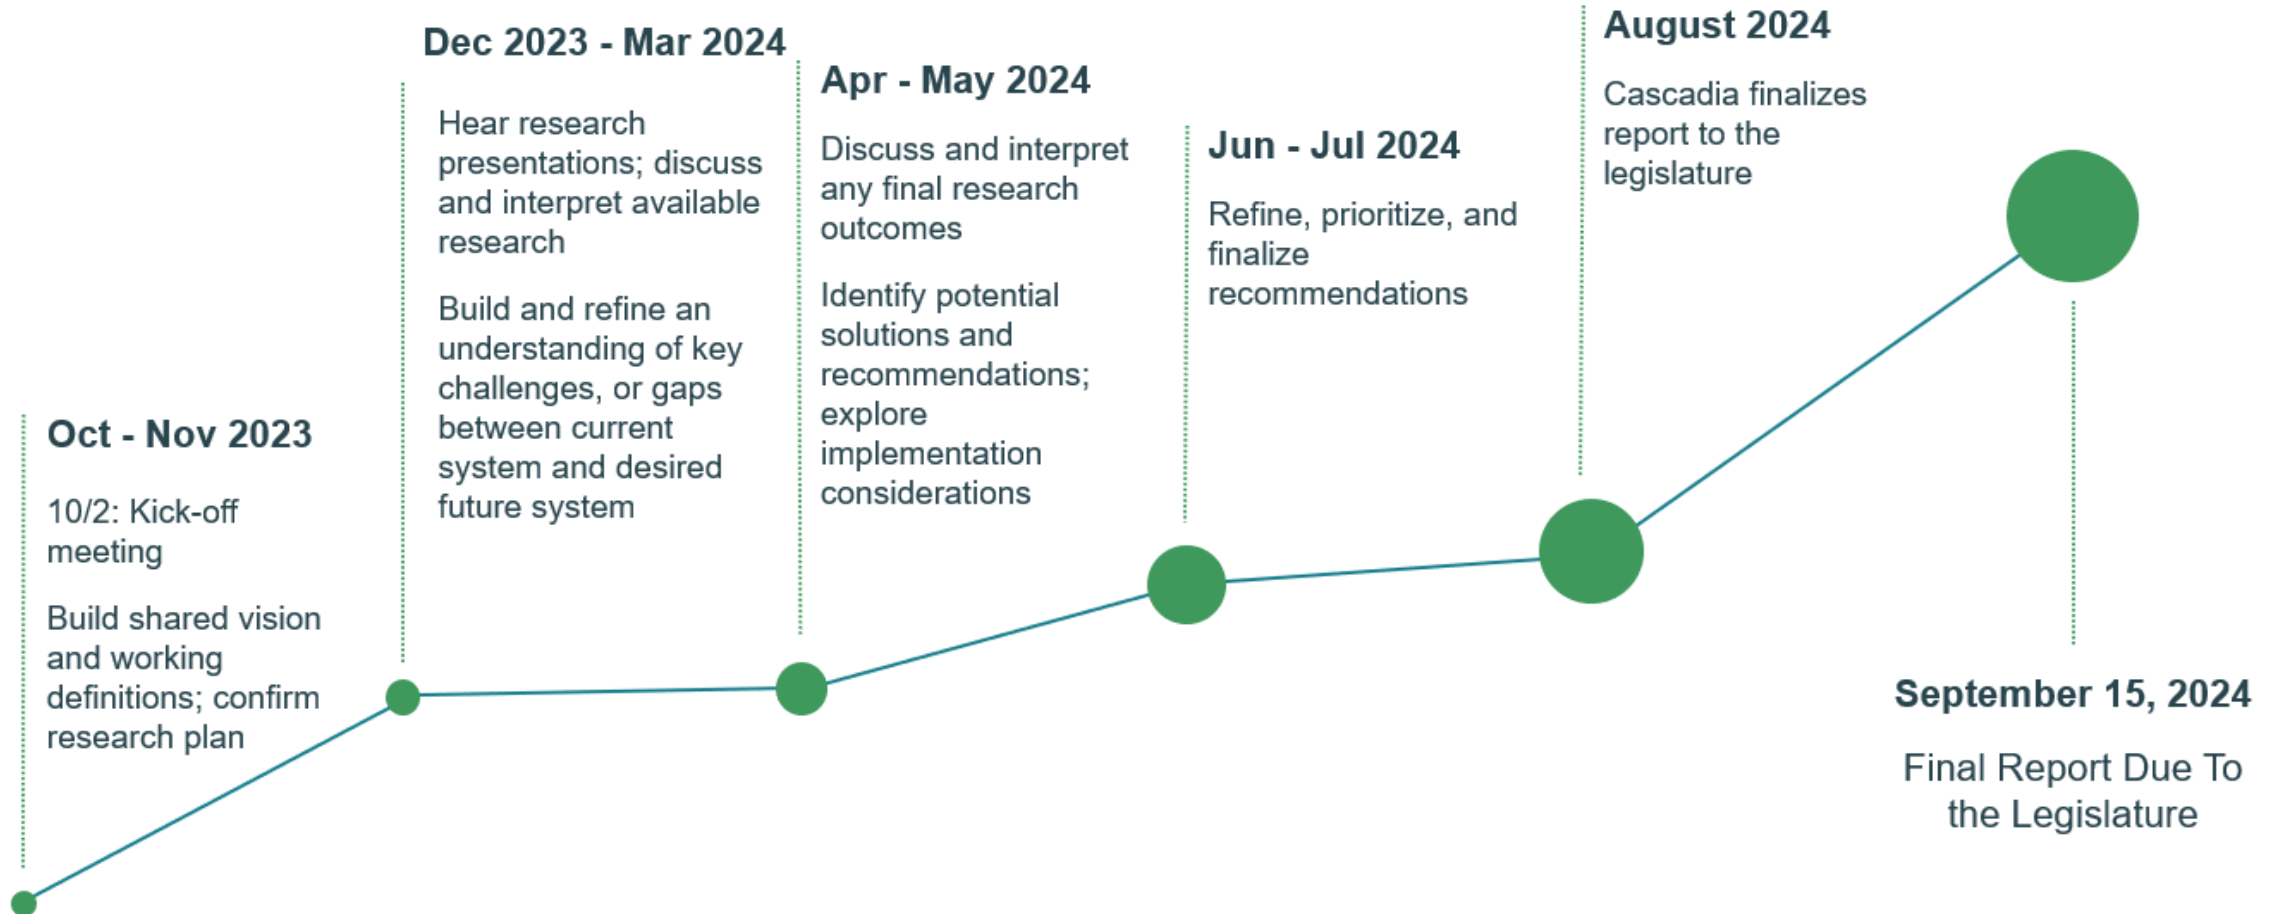 Oct - Nov 2023
10/2: Kick-off
meeting
Build shared vision
and working
definitions; confirm
research plan
Dec 2023 - Mar 2024
Hear research
presentations; discuss
and interpret available
research
Build and refine an
understanding of key
challenges, or gaps
between current
system and desired
future system
Apr - May 2024
Discuss and interpret
any final research
outcomes
Identify potential
solutions and
recommendations;
explore
implementation
considerations
Jun - Jul 2024
Refine, prioritize, and
finalize
recommendations
August 2024
Cascadia finalizes
report to the
legislature
September 15, 2024
Final Report Due To
the Legislature